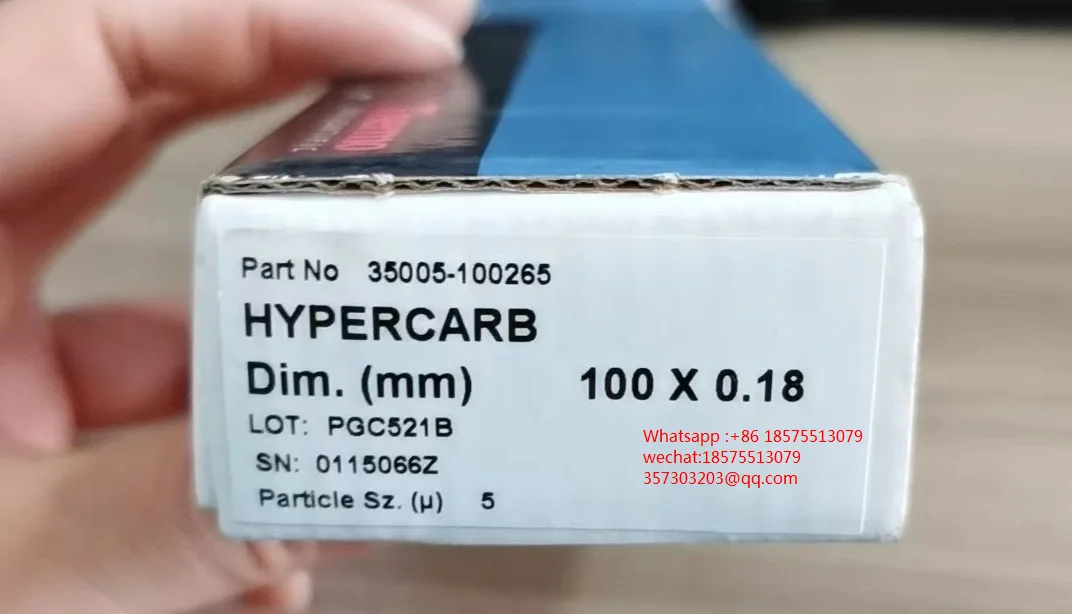 Part No 35005-100265
HYPERCARB
Dim. (mm) 100 X 0.18
LOT: PGC521B
SN: 0115066Z
Particle Sz. (µ) 5
Whatsapp :+86 18575513079
wechat:18575513079
357303203@qq.com